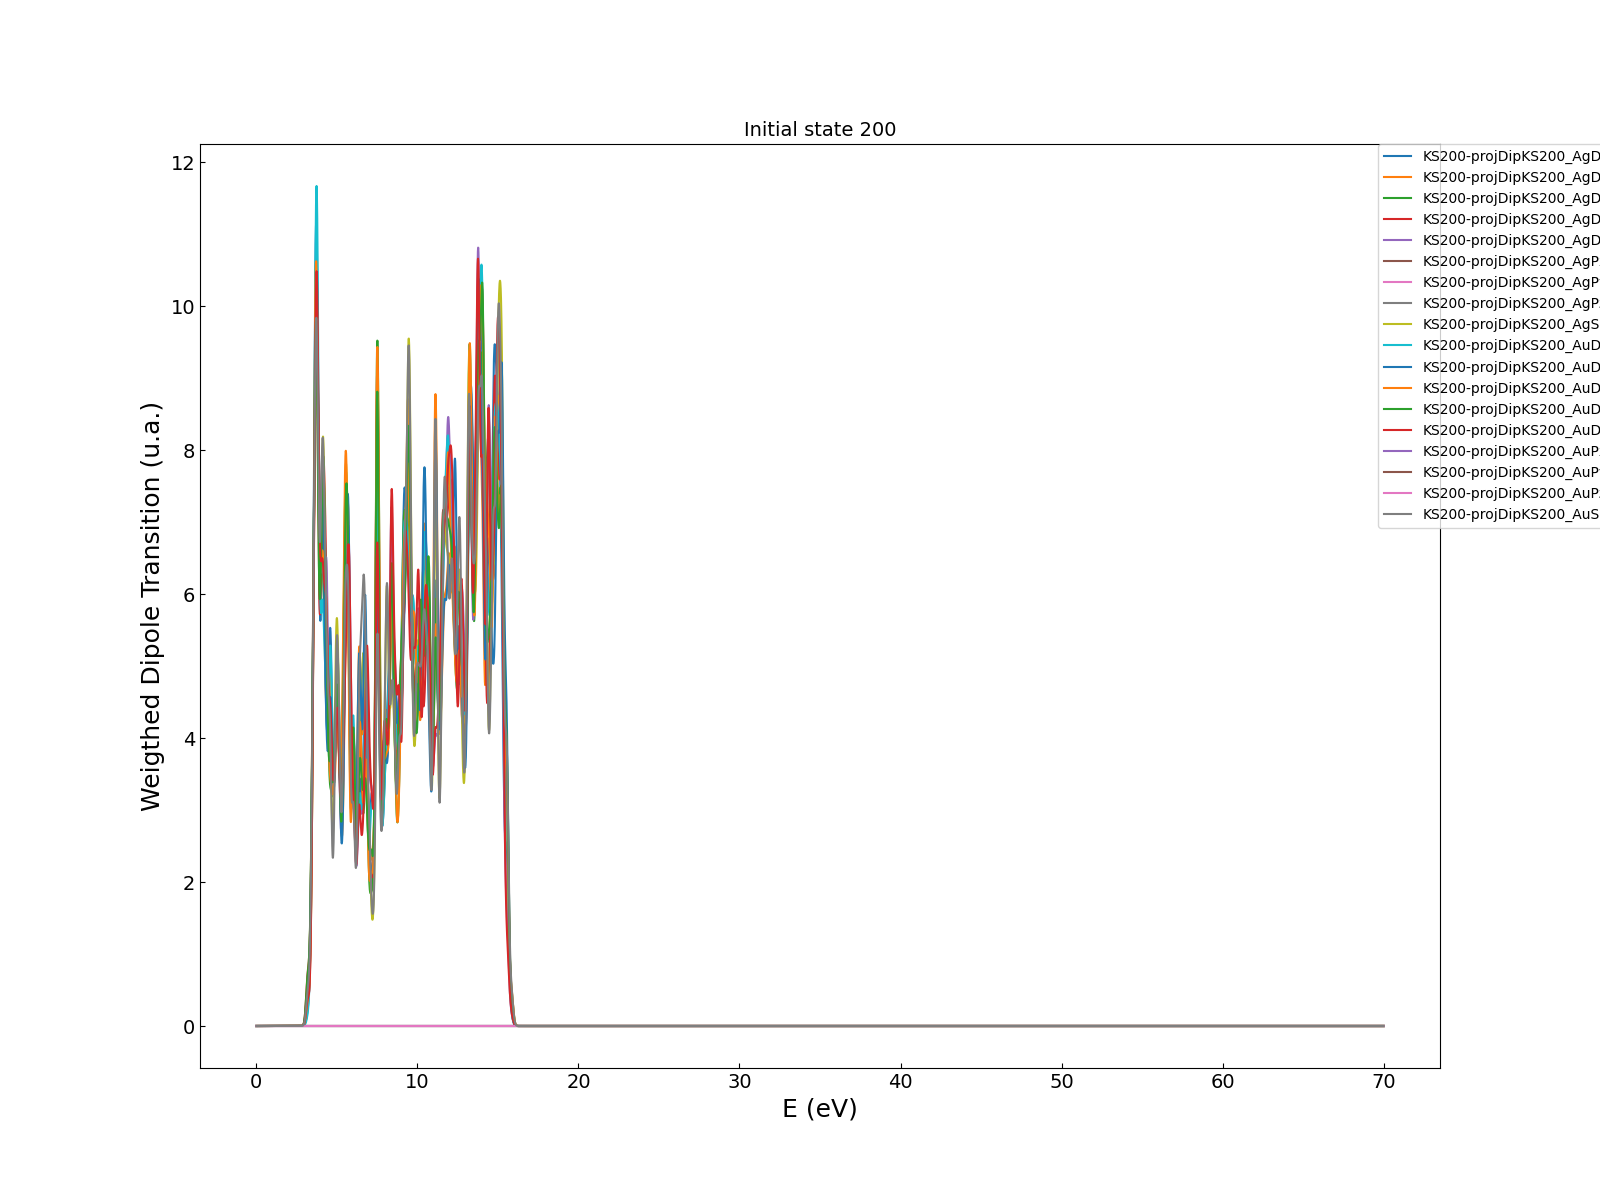 Initial state 200
Weigthed Dipole Transition (u.a.)
12
10
8
6
4
2
0
0 10 20 30 40 50 60 70
E (eV)
KS200-projDipKS200_AgD
KS200-projDipKS200_AgD
KS200-projDipKS200_AgD
KS200-projDipKS200_AgD
KS200-projDipKS200_AgD
KS200-projDipKS200_AgP
KS200-projDipKS200_AgP
KS200-projDipKS200_AgP
KS200-projDipKS200_AgS
KS200-projDipKS200_AuD
KS200-projDipKS200_AuD
KS200-projDipKS200_AuD
KS200-projDipKS200_AuD
KS200-projDipKS200_AuD
KS200-projDipKS200_AuP
KS200-projDipKS200_AuP
KS200-projDipKS200_AuP
KS200-projDipKS200_AuS